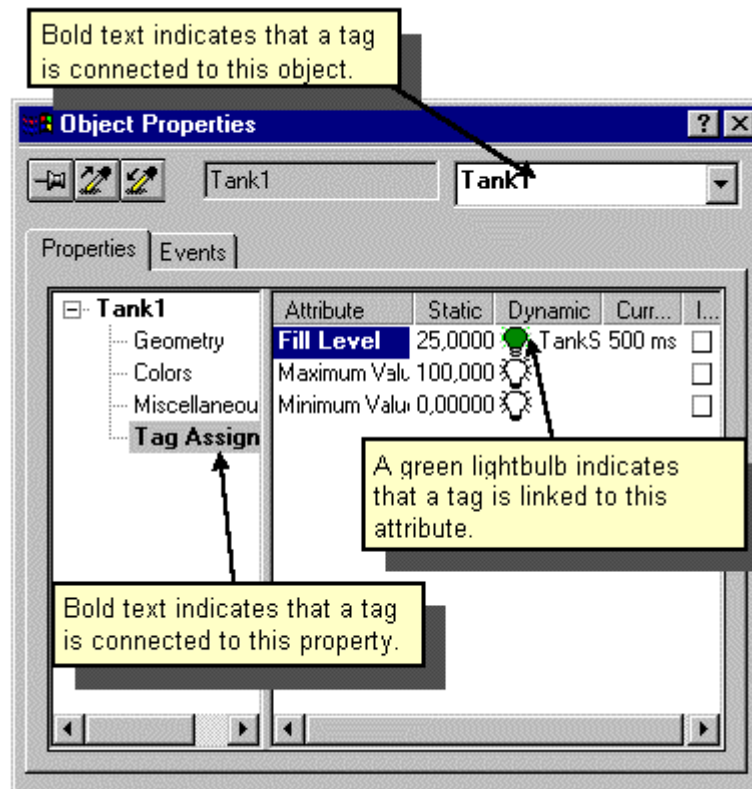 Bold text indicates that a tag
is connected to this object.
Object Properties
Tank1
Tank1
Properties
Events
Tank1
Geometry
Colors
Miscellaneou
Tag Assign
Attribute Static Dynamic Curr... I...
Fill Level 25,0000 TankS 500 ms
Maximum Valu 100,000
Minimum Value 0,00000
A green lightbulb indicates
that a tag is linked to this
attribute.
Bold text indicates that a tag
is connected to this property.